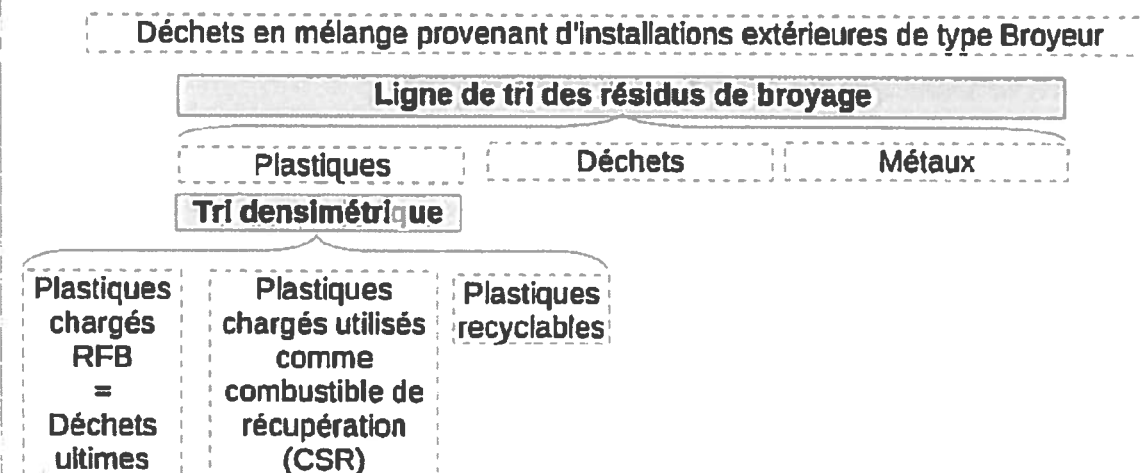 Déchets en mélange provenant d'installations extérieures de type Broyeur
Ligne de tri des résidus de broyage
Plastiques
Déchets
Métaux
Tri densimétrique
Plastiques
chargés
RFB
=
Déchets
ultimes
Plastiques
chargés utilisés
comme
combustible de
récupération
(CSR)
Plastiques
recyclables